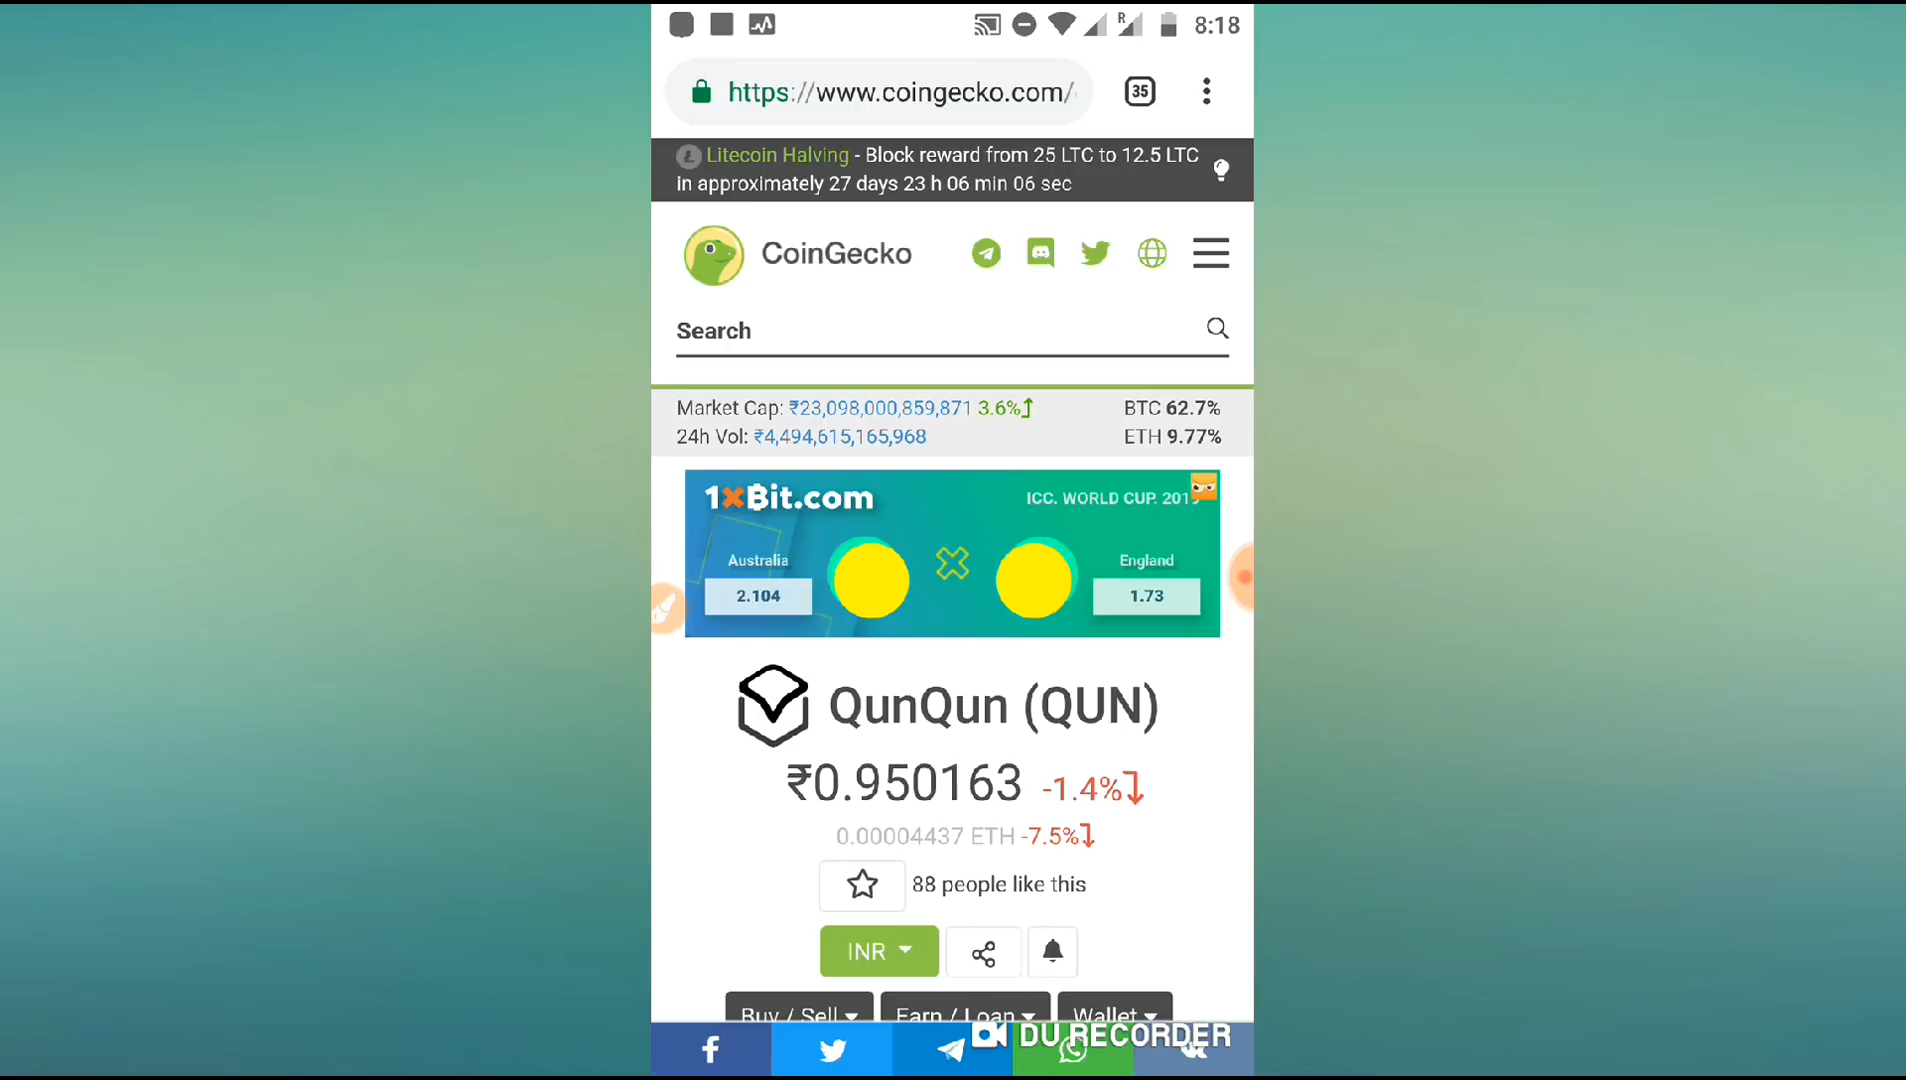 R 8:18
https://www.coingecko.com/ 35
Litecoin Halving - Block reward from 25 LTC to 12.5 LTC
in approximately 27 days 23 h 06 min 06 sec
CoinGecko
Search
Market Cap: ₹23,098,000,859,871 3.6% BTC 62.7%
24h Vol: ₹4,494,615,165,968 ETH 9.77%
1xBit.com ICC. WORLD CUP. 201
Australia England
2.104 1.73
QunQun (QUN)
₹0.950163 -1.4%
0.00004437 ETH -7.5%
88 people like this
INR
Buy / Sell Earn / Loan Wallet
DU RECORDER